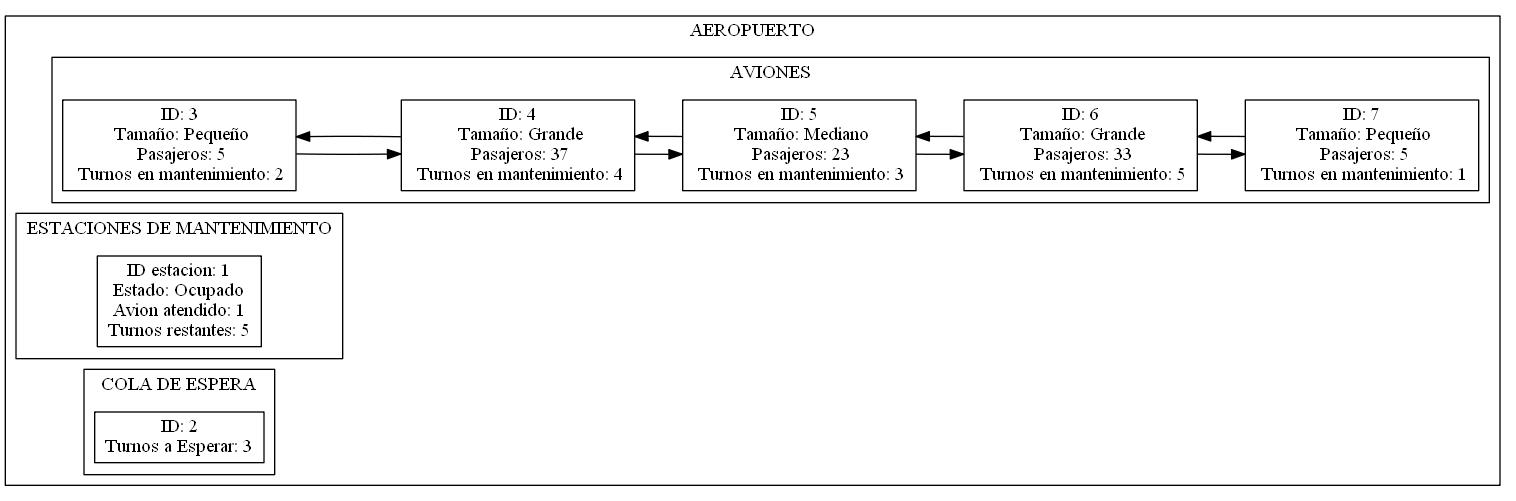 AEROPUERTO
AVIONES
ID: 3
Tamaño: Pequeño
Pasajeros: 5
Turnos en mantenimiento: 2
ID: 4
Tamaño: Grande
Pasajeros: 37
Turnos en mantenimiento: 4
ID: 5
Tamaño: Mediano
Pasajeros: 23
Turnos en mantenimiento: 3
ID: 6
Tamaño: Grande
Pasajeros: 33
Turnos en mantenimiento: 5
ID: 7
Tamaño: Pequeño
Pasajeros: 5
Turnos en mantenimiento: 1
ESTACIONES DE MANTENIMIENTO
ID estacion: 1
Estado: Ocupado
Avion atendido: 1
Turnos restantes: 5
COLA DE ESPERA
ID: 2
Turnos a Esperar: 3